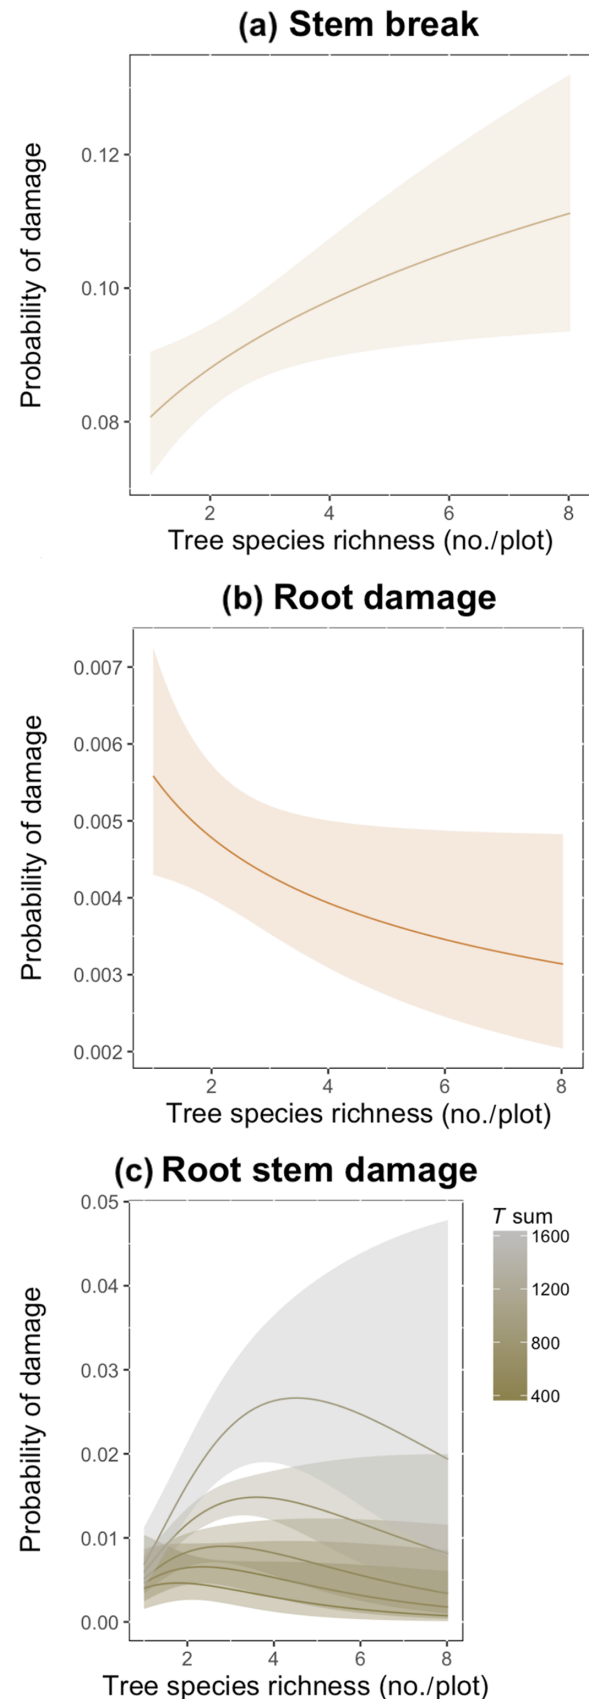 (a) Stem break
Probability of damage
0.12
0.10
0.08
2 4 6 8
Tree species richness (no./plot)
(b) Root damage
Probability of damage
0.007
0.006
0.005
0.004
0.003
0.002
2 4 6 8
Tree species richness (no./plot)
(c) Root stem damage
Probability of damage
0.05
0.04
0.03
0.02
0.01
0.00
2 4 6 8
Tree species richness (no./plot)
T sum
1600
1200
800
400